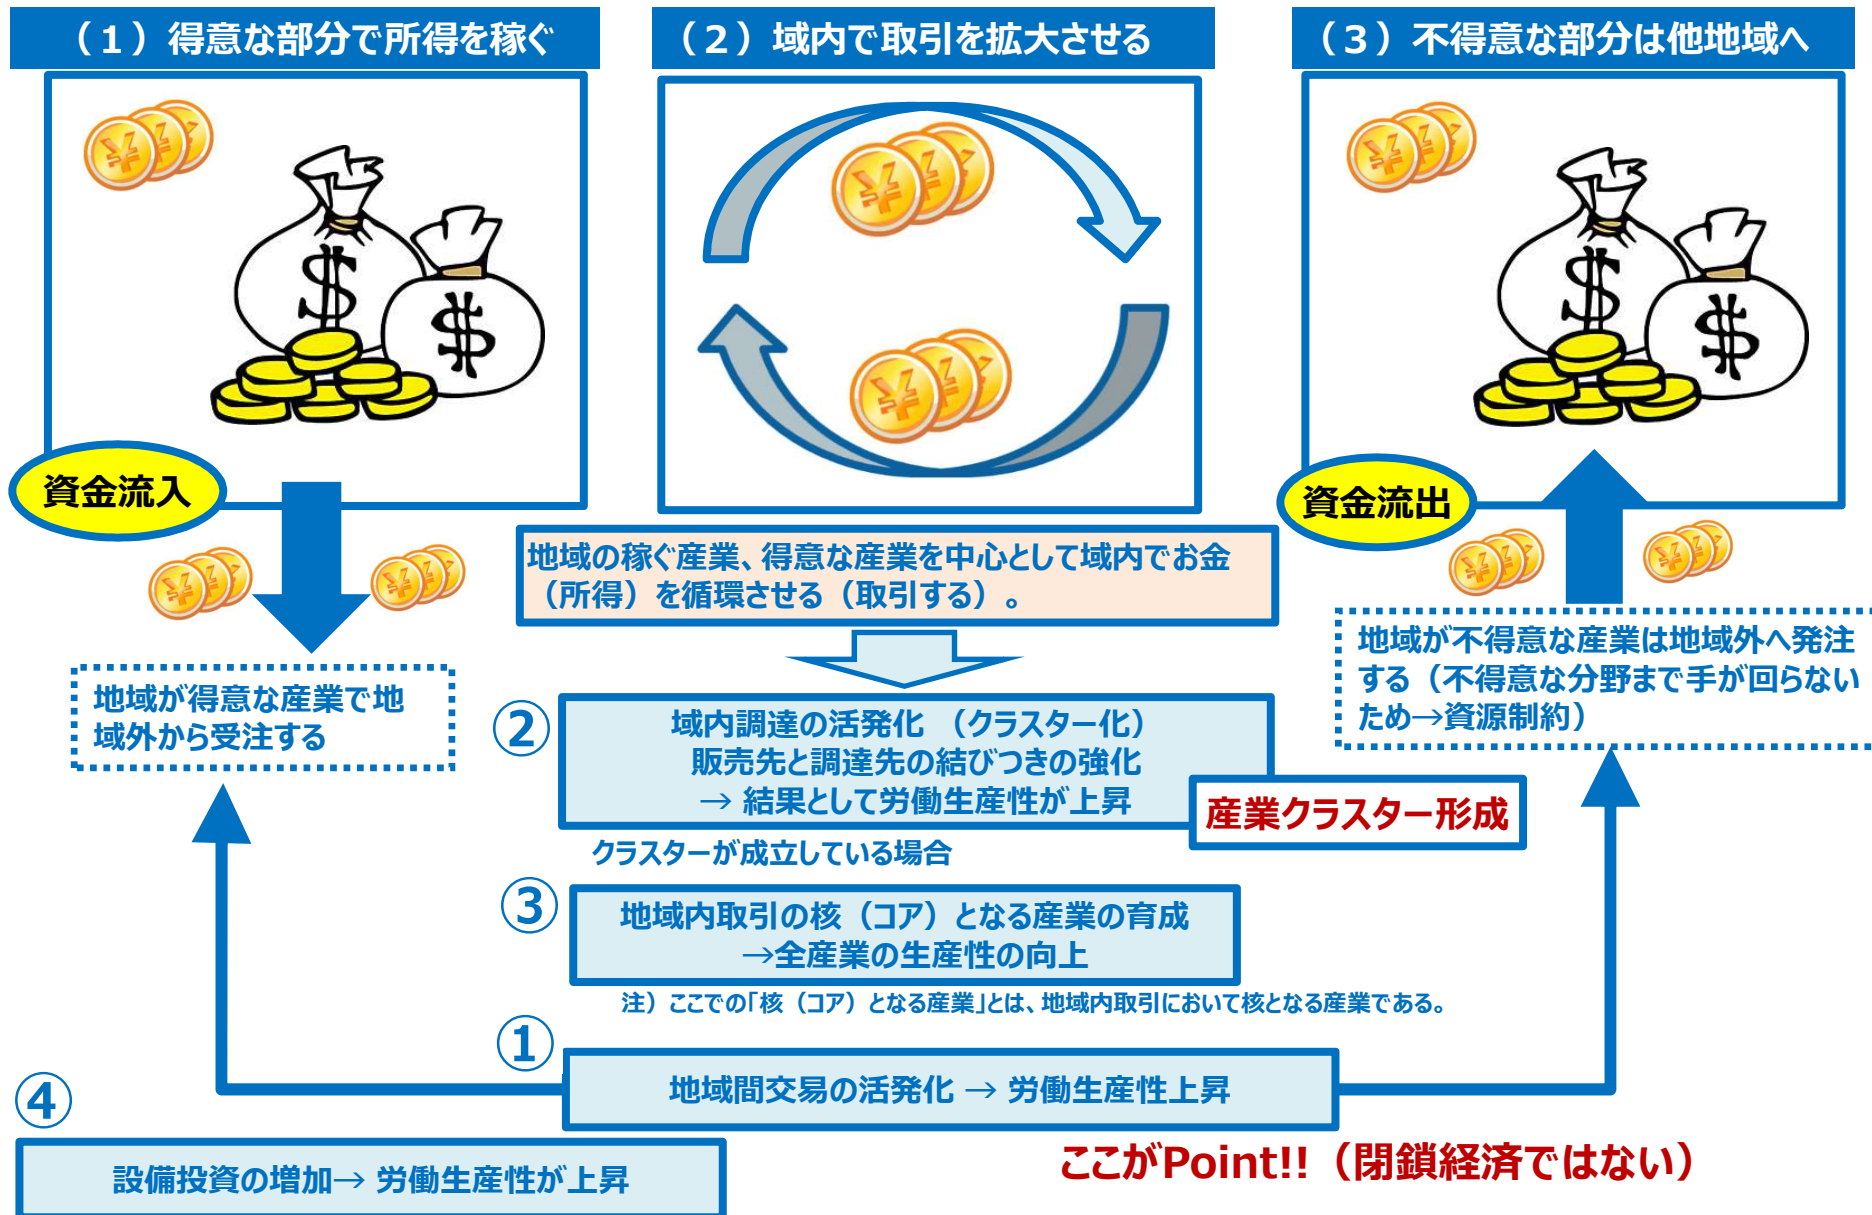 （１）得意な部分で所得を稼ぐ
（２）域内で取引を拡大させる
（３）不得意な部分は他地域へ
資金流入
資金流出
地域の稼ぐ産業、得意な産業を中心として域内でお金
（所得）を循環させる（取引する）。
地域が得意な産業で地
域外から受注する
地域が不得意な産業は地域外へ発注
する（不得意な分野まで手が回らない
ため→資源制約）
②
域内調達の活発化　（クラスター化）
販売先と調達先の結びつきの強化
→ 結果として労働生産性が上昇
産業クラスター形成
クラスターが成立している場合
③
地域内取引の核（コア）となる産業の育成
→全産業の生産性の向上
注）ここでの「核（コア）となる産業」とは、地域内取引において核となる産業である。
①
地域間交易の活発化 → 労働生産性上昇
④
設備投資の増加→ 労働生産性が上昇
ここがPoint!!（閉鎖経済ではない）